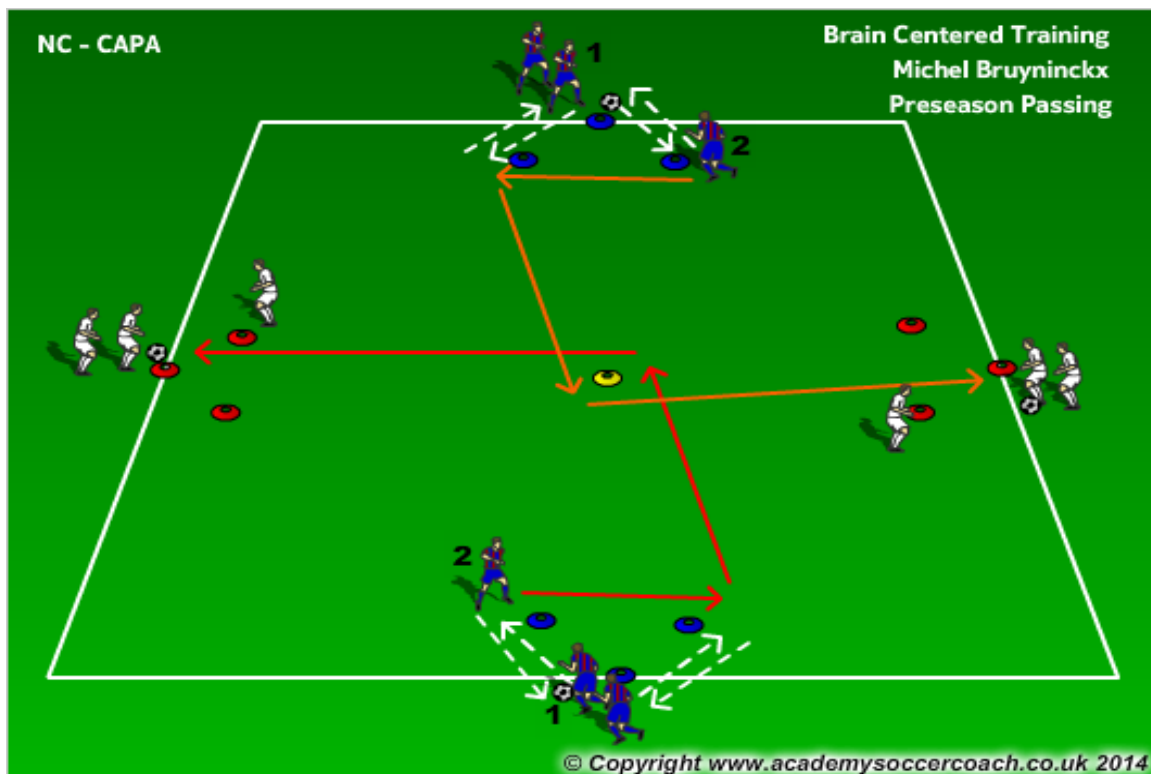 NC - CAPA
Brain Centered Training
Michel Bruyninckx
Preseason Passing
1
2
2
1
© Copyright www.academysoccercoach.co.uk 2014